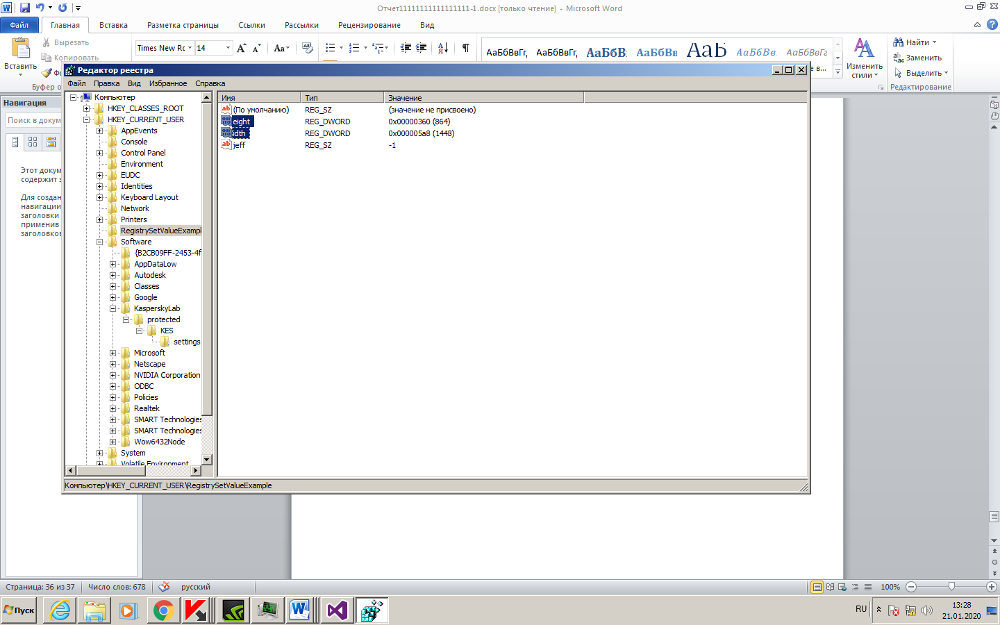 Отчет11111111111111111-1.docx [только чтение] - Microsoft Word
Файл Главная Вставка Разметка страницы Ссылки Рассылки Рецензирование Вид
Вставить
Вырезать
Копировать
Буфер о
Times New Rc 14
Aa
АаБбВвГг, АаБбВвГг, АаБбВ АаБбВв АаБ АаБбВв. АаБбВвГг
е в...
Изменить стили
Найти
Заменить
Выделить
Редактирование
Навигация
Поиск в докум
Этот докум
содержит з
Для создан
навигации
заголовки
применив
заголовков
Редактор реестра
Файл Правка Вид Избранное Справка
Компьютер
HKEY_CLASSES_ROOT
HKEY_CURRENT_USER
AppEvents
Console
Control Panel
Environment
EUDC
Identities
Keyboard Layout
Network
Printers
RegistrySetValueExampl
Software
{B2CB09FF-2453-4f
AppDataLow
Autodesk
Classes
Google
KasperskyLab
protected
KES
settings
Microsoft
Netscape
NVIDIA Corporation
ODBC
Policies
Realtek
SMART Technologies
SMART Technologies
Wow6432Node
System
Volatile Environment
Имя Тип Значение
(По умолчанию) REG_SZ (значение не присвоено)
eight REG_DWORD 0x00000360 (864)
idth REG_DWORD 0x000005a8 (1448)
jeff REG_SZ -1
Компьютер\HKEY_CURRENT_USER\RegistrySetValueExample
Страница: 36 из 37 Число слов: 678 русский 100%
Пуск
RU
13:28
21.01.2020